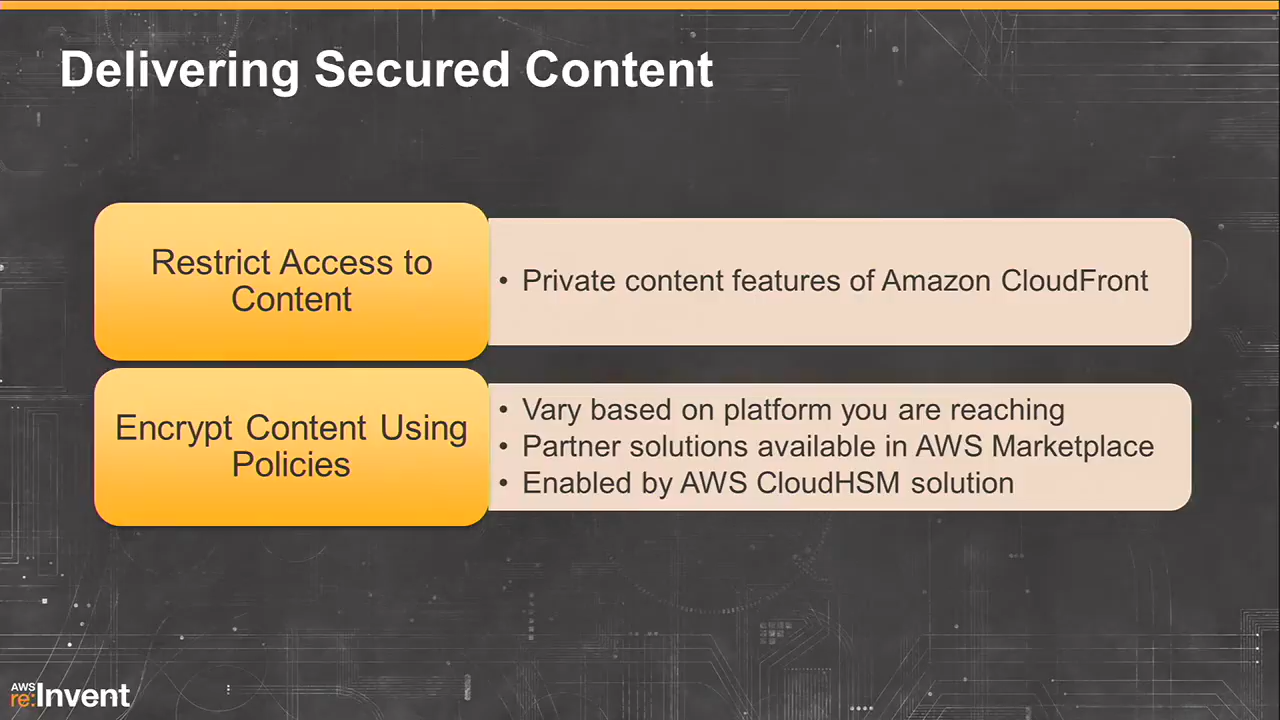 Delivering Secured Content
Restrict Access to
Content
• Private content features of Amazon CloudFront
Encrypt Content Using
Policies
• Vary based on platform you are reaching
• Partner solutions available in AWS Marketplace
• Enabled by AWS CloudHSM solution
AWS
re:Invent